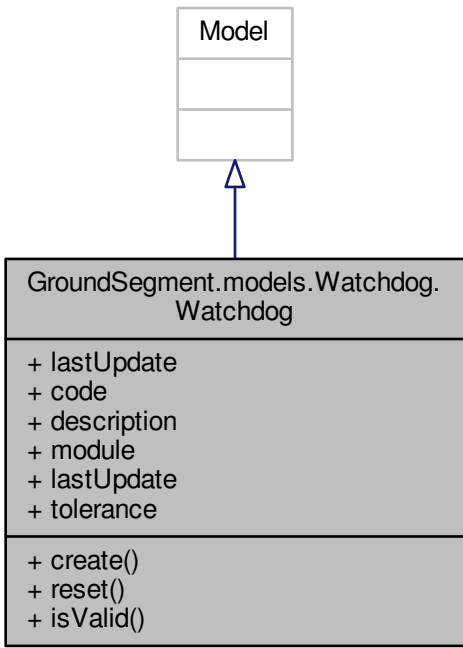 Model
GroundSegment.models.Watchdog.
Watchdog
+ lastUpdate
+ code
+ description
+ module
+ lastUpdate
+ tolerance
+ create()
+ reset()
+ isValid()